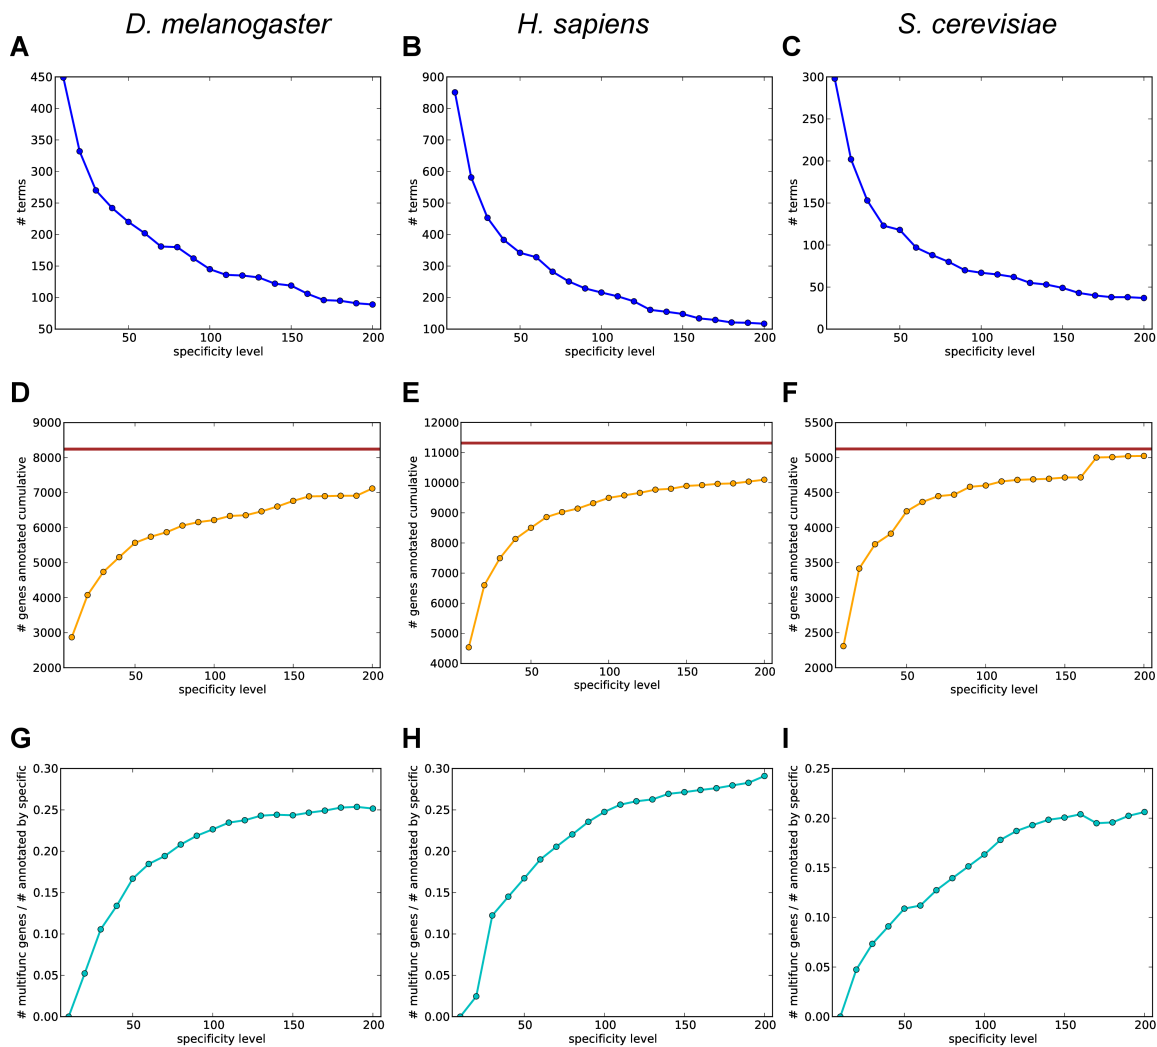 D. melanogaster H. sapiens S. cerevisiae
A B C
450 400 350 300 250 200 150 100 50
# terms
50 100 150 200
specificity level
900 800 700 600 500 400 300 200 100
# terms
50 100 150 200
specificity level
300 250 200 150 100 50 0
# terms
50 100 150 200
specificity level
D E F
9000 8000 7000 6000 5000 4000 3000 2000
# genes annotated cumulative
50 100 150 200
specificity level
12000 11000 10000 9000 8000 7000 6000 5000 4000
# genes annotated cumulative
50 100 150 200
specificity level
5500 5000 4500 4000 3500 3000 2500 2000
# genes annotated cumulative
50 100 150 200
specificity level
G H I
0.30 0.25 0.20 0.15 0.10 0.05 0.00
# multifunc genes / # annotated by specific
50 100 150 200
specificity level
0.30 0.25 0.20 0.15 0.10 0.05 0.00
# multifunc genes / # annotated by specific
50 100 150 200
specificity level
0.25 0.20 0.15 0.10 0.05 0.00
# multifunc genes / # annotated by specific
50 100 150 200
specificity level